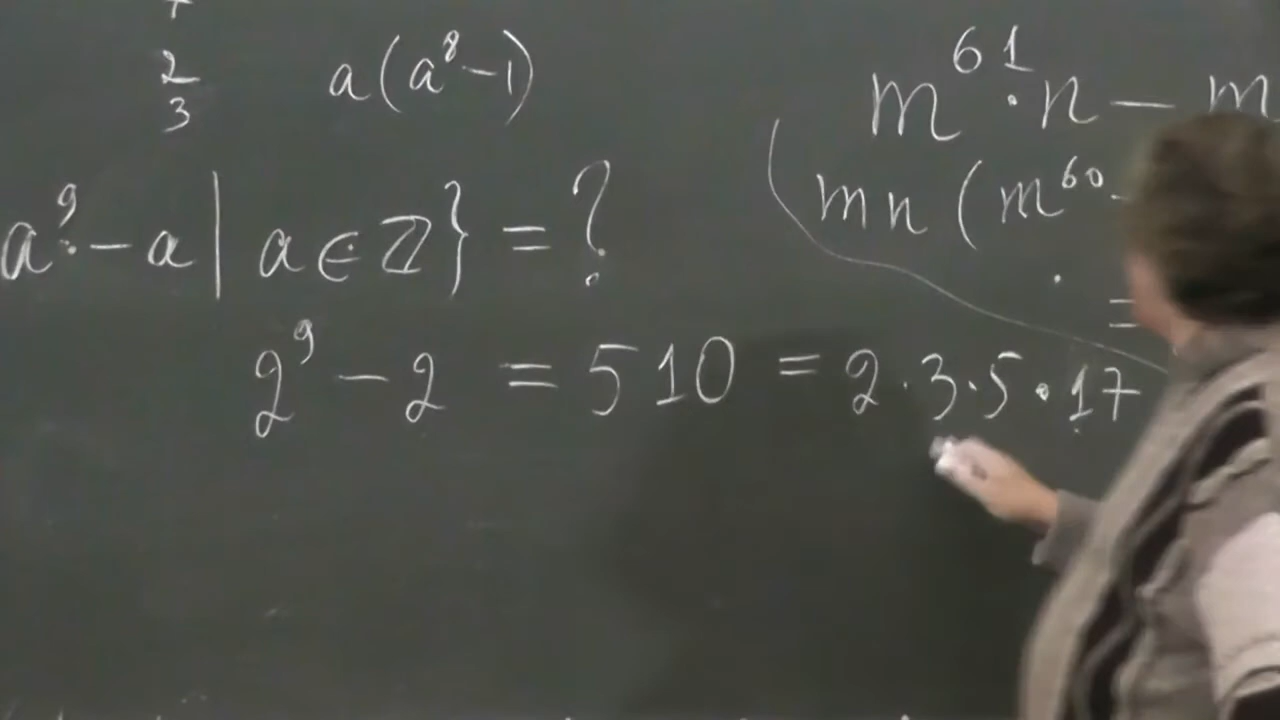 2
3
a(a⁸-1)
a⁹ - a | a ∈ ℤ} = ?
2⁹ - 2 = 510 = 2·3·5·17
m⁶¹·n - m
mn(m⁶⁰ -
=